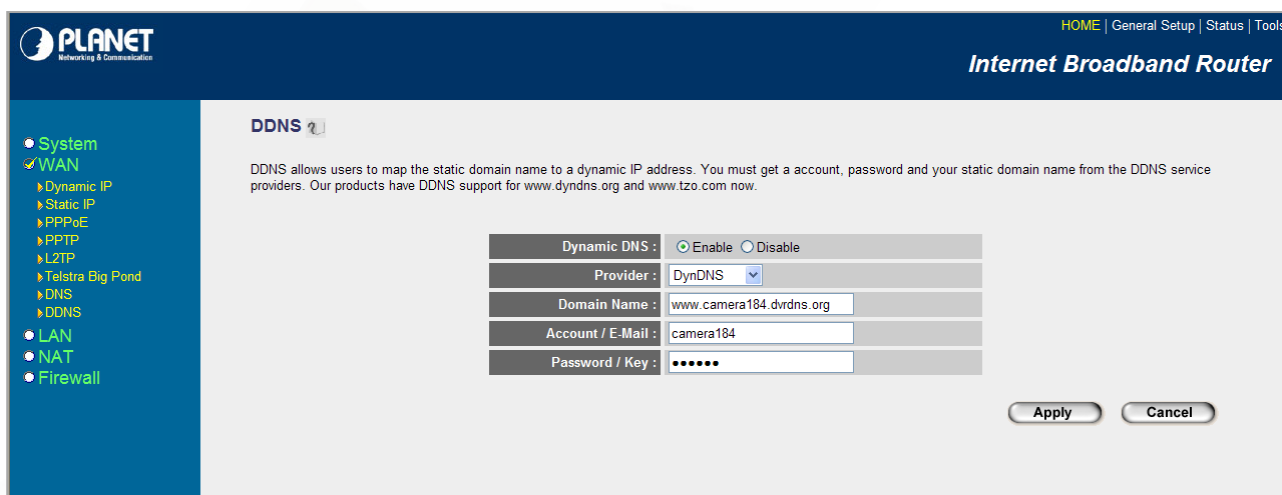 PLANET
Networking & Communication
HOME | General Setup | Status | Tools
Internet Broadband Router
System
WAN
Dynamic IP
Static IP
PPPoE
PPTP
L2TP
Telstra Big Pond
DNS
DDNS
LAN
NAT
Firewall
DDNS
DDNS allows users to map the static domain name to a dynamic IP address. You must get a account, password and your static domain name from the DDNS service
providers. Our products have DDNS support for www.dyndns.org and www.tzo.com now.
Dynamic DNS : Enable Disable
Provider : DynDNS
Domain Name : www.camera184.dvrdns.org
Account / E-Mail : camera184
Password / Key : ●●●●●●
Apply Cancel